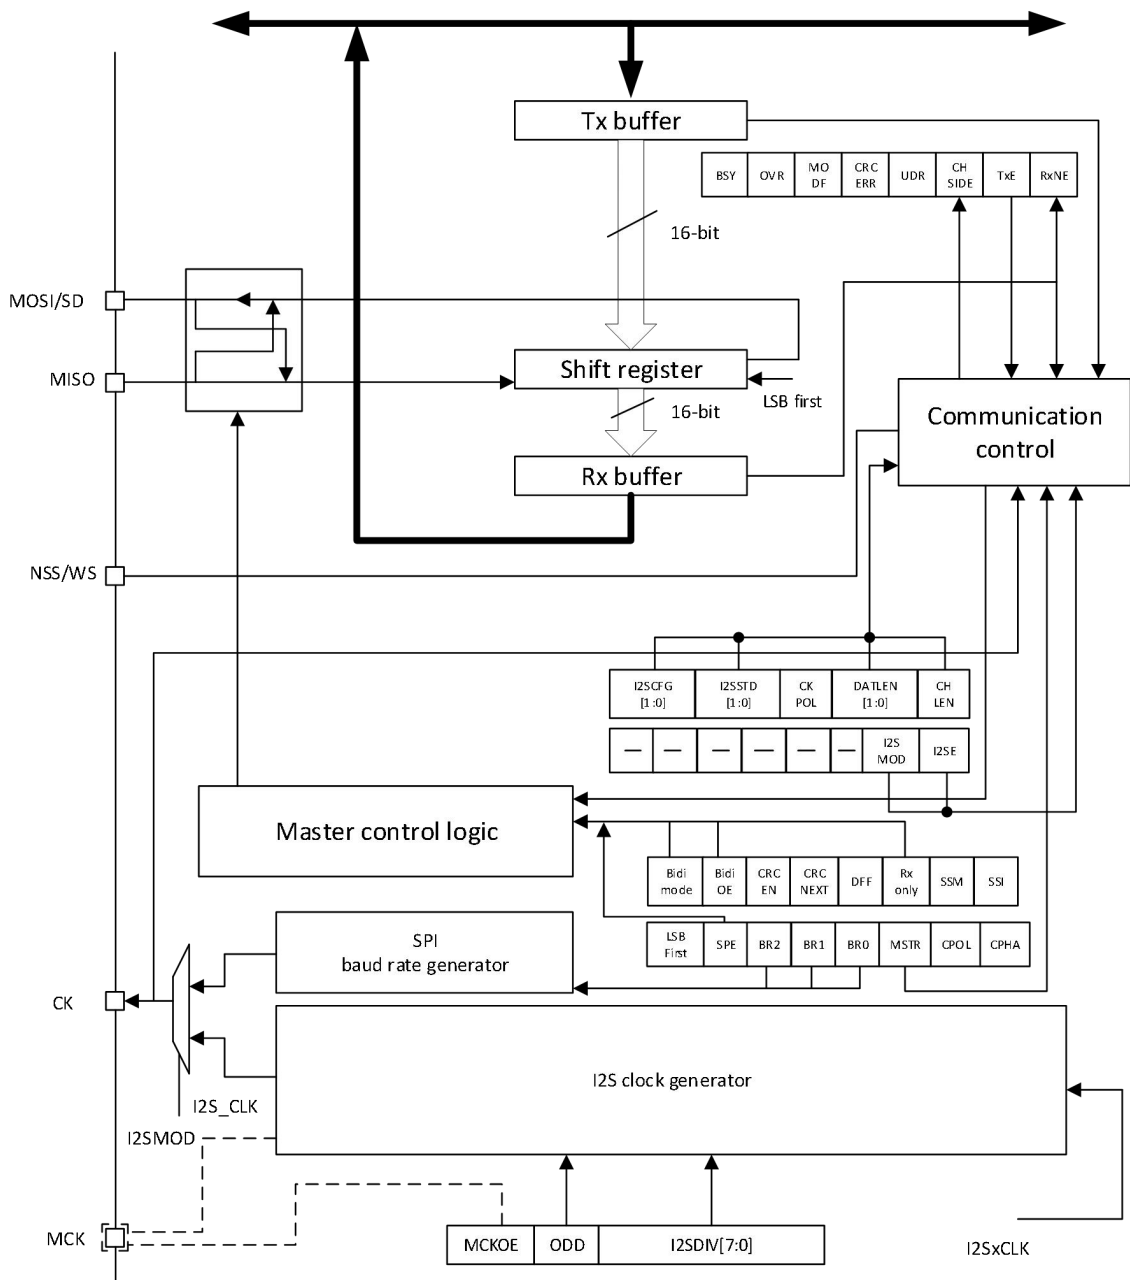 Tx buffer
BSY
OVR
MO
DF
CRC
ERR
UDR
CH
SIDE
TxE
RxNE
16-bit
MOSI/SD
MISO
Shift register
LSB first
16-bit
Communication
control
Rx buffer
NSS/WS
I2SCFG
[1:0]
I2SSTD
[1:0]
CK
POL
DATLEN
[1:0]
CH
LEN
— — — — — —
I2S
MOD
I2SE
Master control logic
Bidi
mode
Bidi
OE
CRC
EN
CRC
NEXT
DFF
Rx
only
SSM
SSI
LSB
First
SPE
BR2
BR1
BR0
MSTR
CPOL
CPHA
SPI
baud rate generator
CK
I2S clock generator
I2S_CLK
I2SMOD
MCK
MCKOE
ODD
I2SDIV[7:0]
I2SxCLK